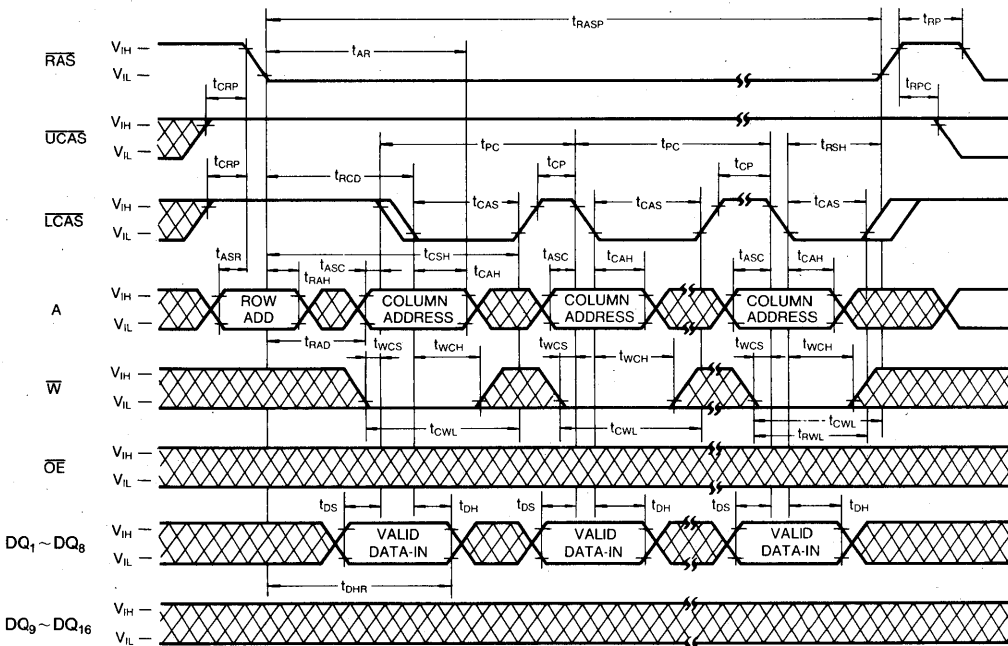 tRASP tRP
tAR
RAS VIH
VIL
tCRP tRPC
UCAS VIH
VIL
tPC tPC tRSH
tCRP tRCD tCP tCP
tCAS tCAS tCAS
LCAS VIH
VIL
tASR tASC tCSH tASC tASC
tRAH tCAH tCAH tCAH
A VIH
VIL
ROW ADD COLUMN ADDRESS COLUMN ADDRESS COLUMN ADDRESS
tRAD tWCS tWCH tWCS tWCH tWCS tWCH
W VIH
VIL
tCWL tCWL tCWL
tRWL
OE VIH
VIL
tDS tDH tDS tDH tDS tDH
DQ1~DQ8 VIH
VIL
VALID DATA-IN VALID DATA-IN VALID DATA-IN
tDHR
DQ9~DQ16 VIH
VIL